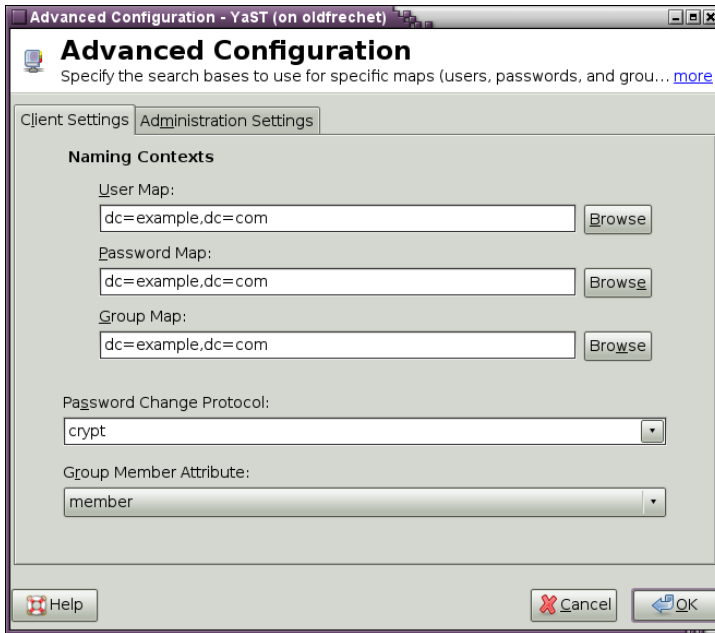 Advanced Configuration - YaST (on oldfrechet)
Advanced Configuration
Specify the search bases to use for specific maps (users, passwords, and grou... more
Client Settings
Administration Settings
Naming Contexts
User Map:
dc=example,dc=com
Browse
Password Map:
dc=example,dc=com
Browse
Group Map:
dc=example,dc=com
Browse
Password Change Protocol:
crypt
Group Member Attribute:
member
Help
Cancel
OK